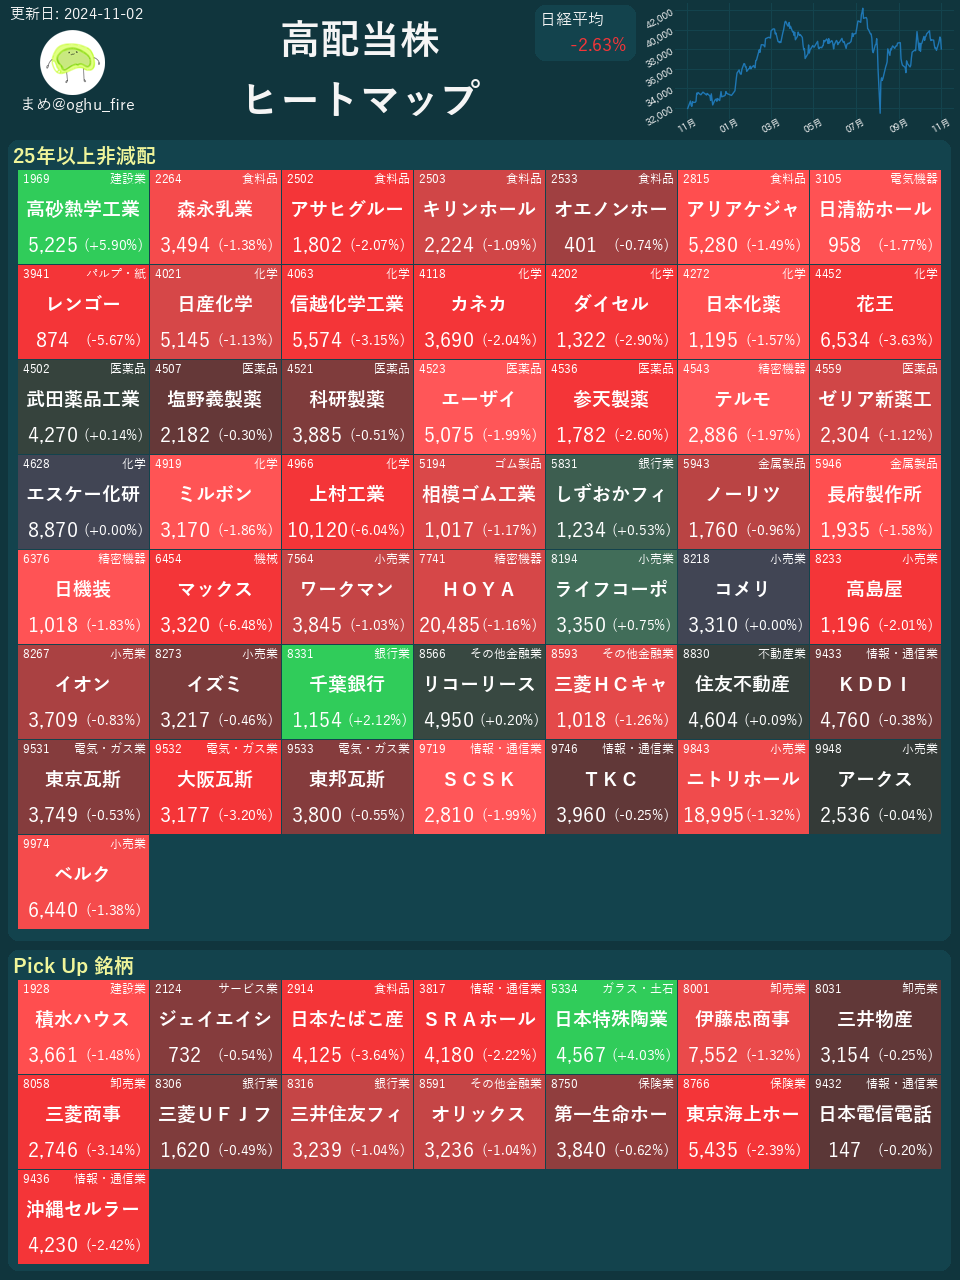 更新日: 2024-11-02
まめ@oghu_fire
高配当株
ヒートマップ
日経平均
-2.63%
42,000
40,000
38,000
36,000
34,000
32,000
11月 01月 03月 05月 07月 09月 11月
25年以上非減配
1969 建設業 2264 食料品 2502 食料品 2503 食料品 2533 食料品 2815 食料品 3105 電気機器
高砂熱学工業 森永乳業 アサヒグルー キリンホール オエノンホー アリアケジャ 日清紡ホール
5,225 (+5.90%) 3,494 (-1.38%) 1,802 (-2.07%) 2,224 (-1.09%) 401 (-0.74%) 5,280 (-1.49%) 958 (-1.77%)
3941 パルプ・紙 4021 化学 4063 化学 4118 化学 4202 化学 4272 化学 4452 化学
レンゴー 日産化学 信越化学工業 カネカ ダイセル 日本化薬 花王
874 (-5.67%) 5,145 (-1.13%) 5,574 (-3.15%) 3,690 (-2.04%) 1,322 (-2.90%) 1,195 (-1.57%) 6,534 (-3.63%)
4502 医薬品 4507 医薬品 4521 医薬品 4523 医薬品 4536 医薬品 4543 精密機器 4559 医薬品
武田薬品工業 塩野義製薬 科研製薬 エーザイ 参天製薬 テルモ ゼリア新薬工
4,270 (+0.14%) 2,182 (-0.30%) 3,885 (-0.51%) 5,075 (-1.99%) 1,782 (-2.60%) 2,886 (-1.97%) 2,304 (-1.12%)
4628 化学 4919 化学 4966 化学 5194 ゴム製品 5831 銀行業 5943 金属製品 5946 金属製品
エスケー化研 ミルボン 上村工業 相模ゴム工業 しずおかフィ ノーリツ 長府製作所
8,870 (+0.00%) 3,170 (-1.86%) 10,120 (-6.04%) 1,017 (-1.17%) 1,234 (+0.53%) 1,760 (-0.96%) 1,935 (-1.58%)
6376 精密機器 6454 機械 7564 小売業 7741 精密機器 8194 小売業 8218 小売業 8233 小売業
日機装 マックス ワークマン ＨＯＹＡ ライフコーポ コメリ 高島屋
1,018 (-1.83%) 3,320 (-6.48%) 3,845 (-1.03%) 20,485 (-1.16%) 3,350 (+0.75%) 3,310 (+0.00%) 1,196 (-2.01%)
8267 小売業 8273 小売業 8331 銀行業 8566 その他金融業 8593 その他金融業 8830 不動産業 9433 情報・通信業
イオン イズミ 千葉銀行 リコーリース 三菱ＨＣキャ 住友不動産 ＫＤＤＩ
3,709 (-0.83%) 3,217 (-0.46%) 1,154 (+2.12%) 4,950 (+0.20%) 1,018 (-1.26%) 4,604 (+0.09%) 4,760 (-0.38%)
9531 電気・ガス業 9532 電気・ガス業 9533 電気・ガス業 9719 情報・通信業 9746 情報・通信業 9843 小売業 9948 小売業
東京瓦斯 大阪瓦斯 東邦瓦斯 ＳＣＳＫ ＴＫＣ ニトリホール アークス
3,749 (-0.53%) 3,177 (-3.20%) 3,800 (-0.55%) 2,810 (-1.99%) 3,960 (-0.25%) 18,995 (-1.32%) 2,536 (-0.04%)
9974 小売業
ベルク
6,440 (-1.38%)
Pick Up 銘柄
1928 建設業 2124 サービス業 2914 食料品 3817 情報・通信業 5334 ガラス・土石 8001 卸売業 8031 卸売業
積水ハウス ジェイエイシ 日本たばこ産 ＳＲＡホール 日本特殊陶業 伊藤忠商事 三井物産
3,661 (-1.48%) 732 (-0.54%) 4,125 (-3.64%) 4,180 (-2.22%) 4,567 (+4.03%) 7,552 (-1.32%) 3,154 (-0.25%)
8058 卸売業 8306 銀行業 8316 銀行業 8591 その他金融業 8750 保険業 8766 保険業 9432 情報・通信業
三菱商事 三菱ＵＦＪフ 三井住友フィ オリックス 第一生命ホー 東京海上ホー 日本電信電話
2,746 (-3.14%) 1,620 (-0.49%) 3,239 (-1.04%) 3,236 (-1.04%) 3,840 (-0.62%) 5,435 (-2.39%) 147 (-0.20%)
9436 情報・通信業
沖縄セルラー
4,230 (-2.42%)